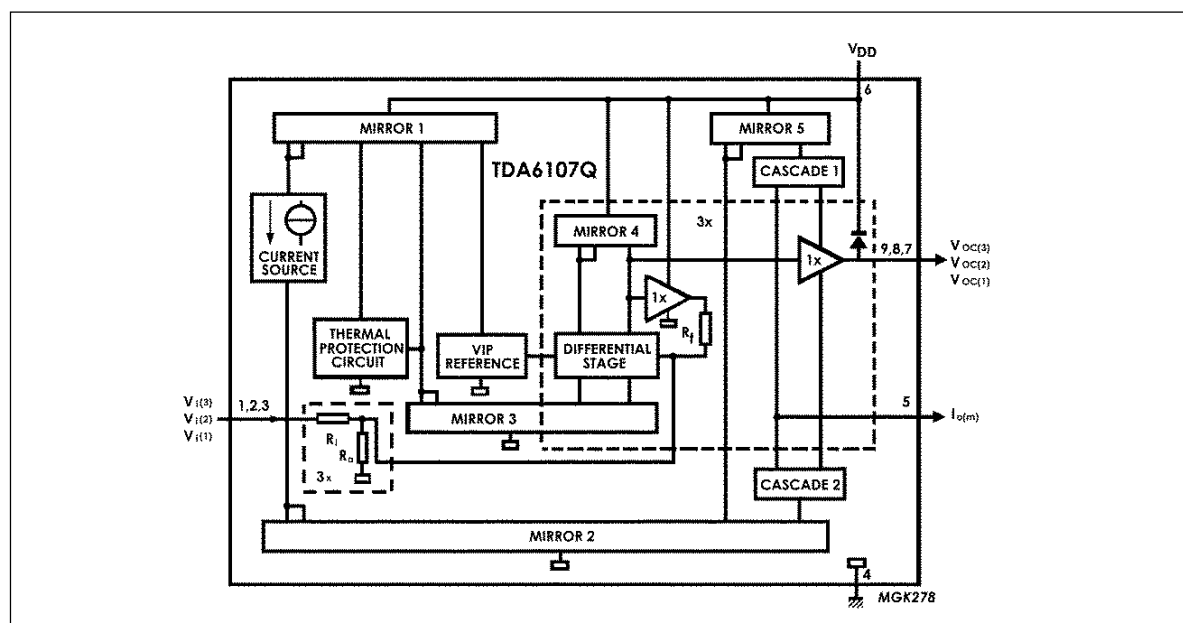 VDD
6
MIRROR 1
MIRROR 5
TDA6107Q
CASCADE 1
3x
MIRROR 4
CURRENT
SOURCE
1x
9,8,7
VOC(3)
VOC(2)
VOC(1)
1x
Rf
THERMAL
PROTECTION
CIRCUIT
VIP
REFERENCE
DIFFERENTIAL
STAGE
Vi(3)
Vi(2)
Vi(1)
1,2,3
MIRROR 3
5
Io(m)
Ri
Ra
3x
CASCADE 2
MIRROR 2
4
MGK278